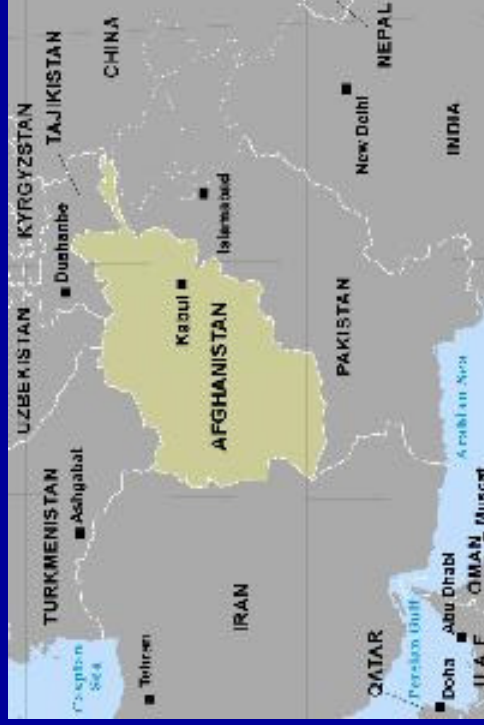 UZBEKISTAN
KYRGYZSTAN
TAJIKISTAN
CHINA
TURKMENISTAN
Dushanbe
Ashgabat
Caspian
Sea
Tehran
Kabul
Islamabad
AFGHANISTAN
IRAN
PAKISTAN
New Delhi
NEPAL
INDIA
QATAR
Persian Gulf
Doha
Abu Dhabi
U.A.E
OMAN
Muscat
Arabian Sea